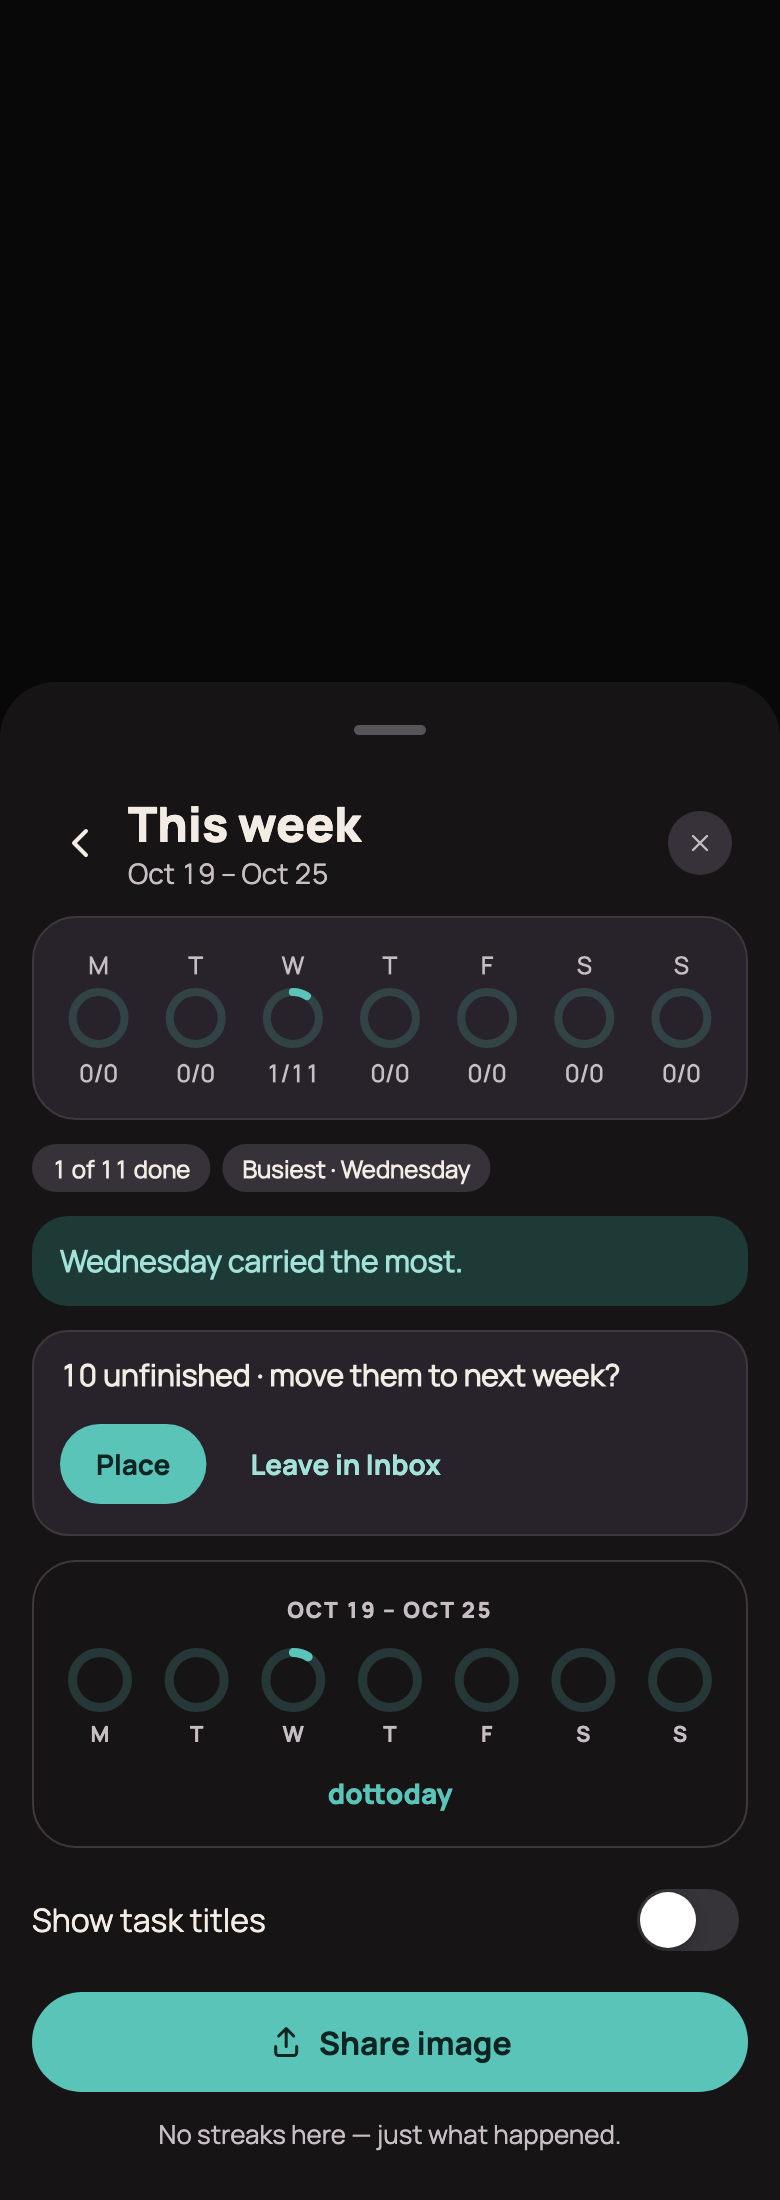 This week
Oct 19 – Oct 25
M T W T F S S
0/0 0/0 1/11 0/0 0/0 0/0 0/0
1 of 11 done Busiest · Wednesday
Wednesday carried the most.
10 unfinished · move them to next week?
Place Leave in Inbox
OCT 19 – OCT 25
M T W T F S S
dottoday
Show task titles
Share image
No streaks here — just what happened.